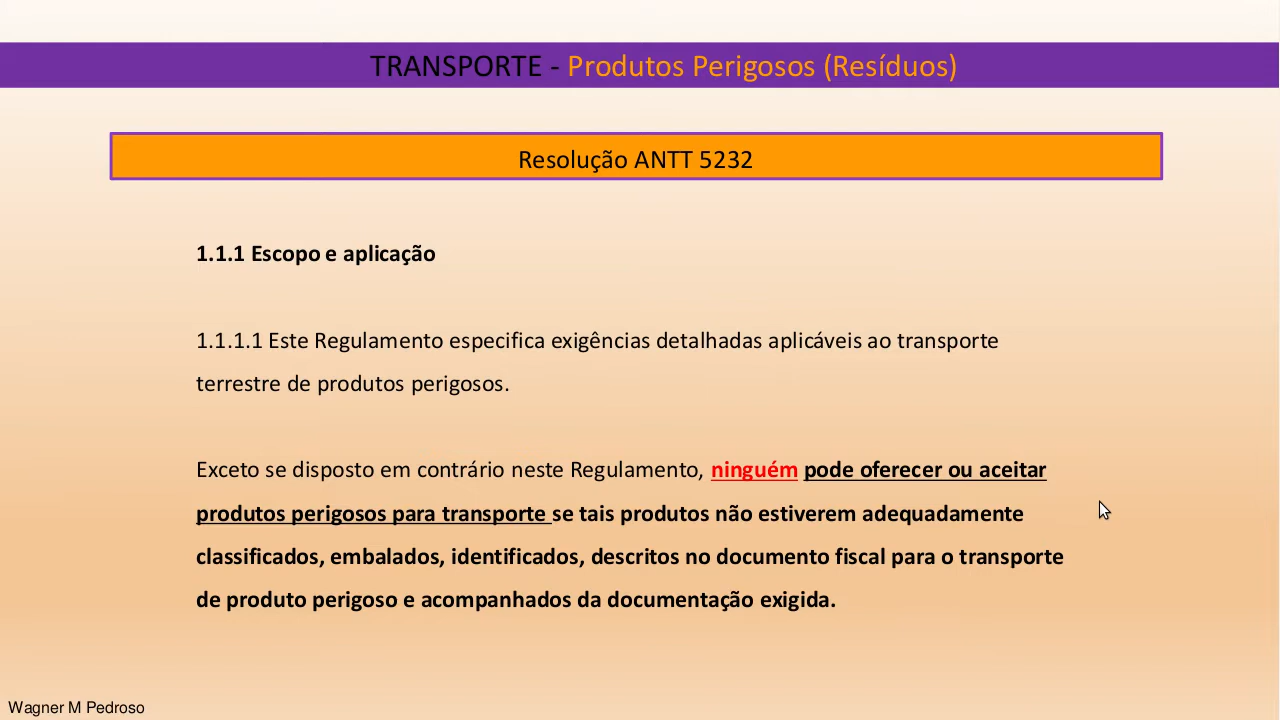 TRANSPORTE - Produtos Perigosos (Resíduos)
Resolução ANTT 5232
1.1.1 Escopo e aplicação
1.1.1.1 Este Regulamento especifica exigências detalhadas aplicáveis ao transporte
terrestre de produtos perigosos.
Exceto se disposto em contrário neste Regulamento, ninguém pode oferecer ou aceitar
produtos perigosos para transporte se tais produtos não estiverem adequadamente
classificados, embalados, identificados, descritos no documento fiscal para o transporte
de produto perigoso e acompanhados da documentação exigida.
Wagner M Pedroso